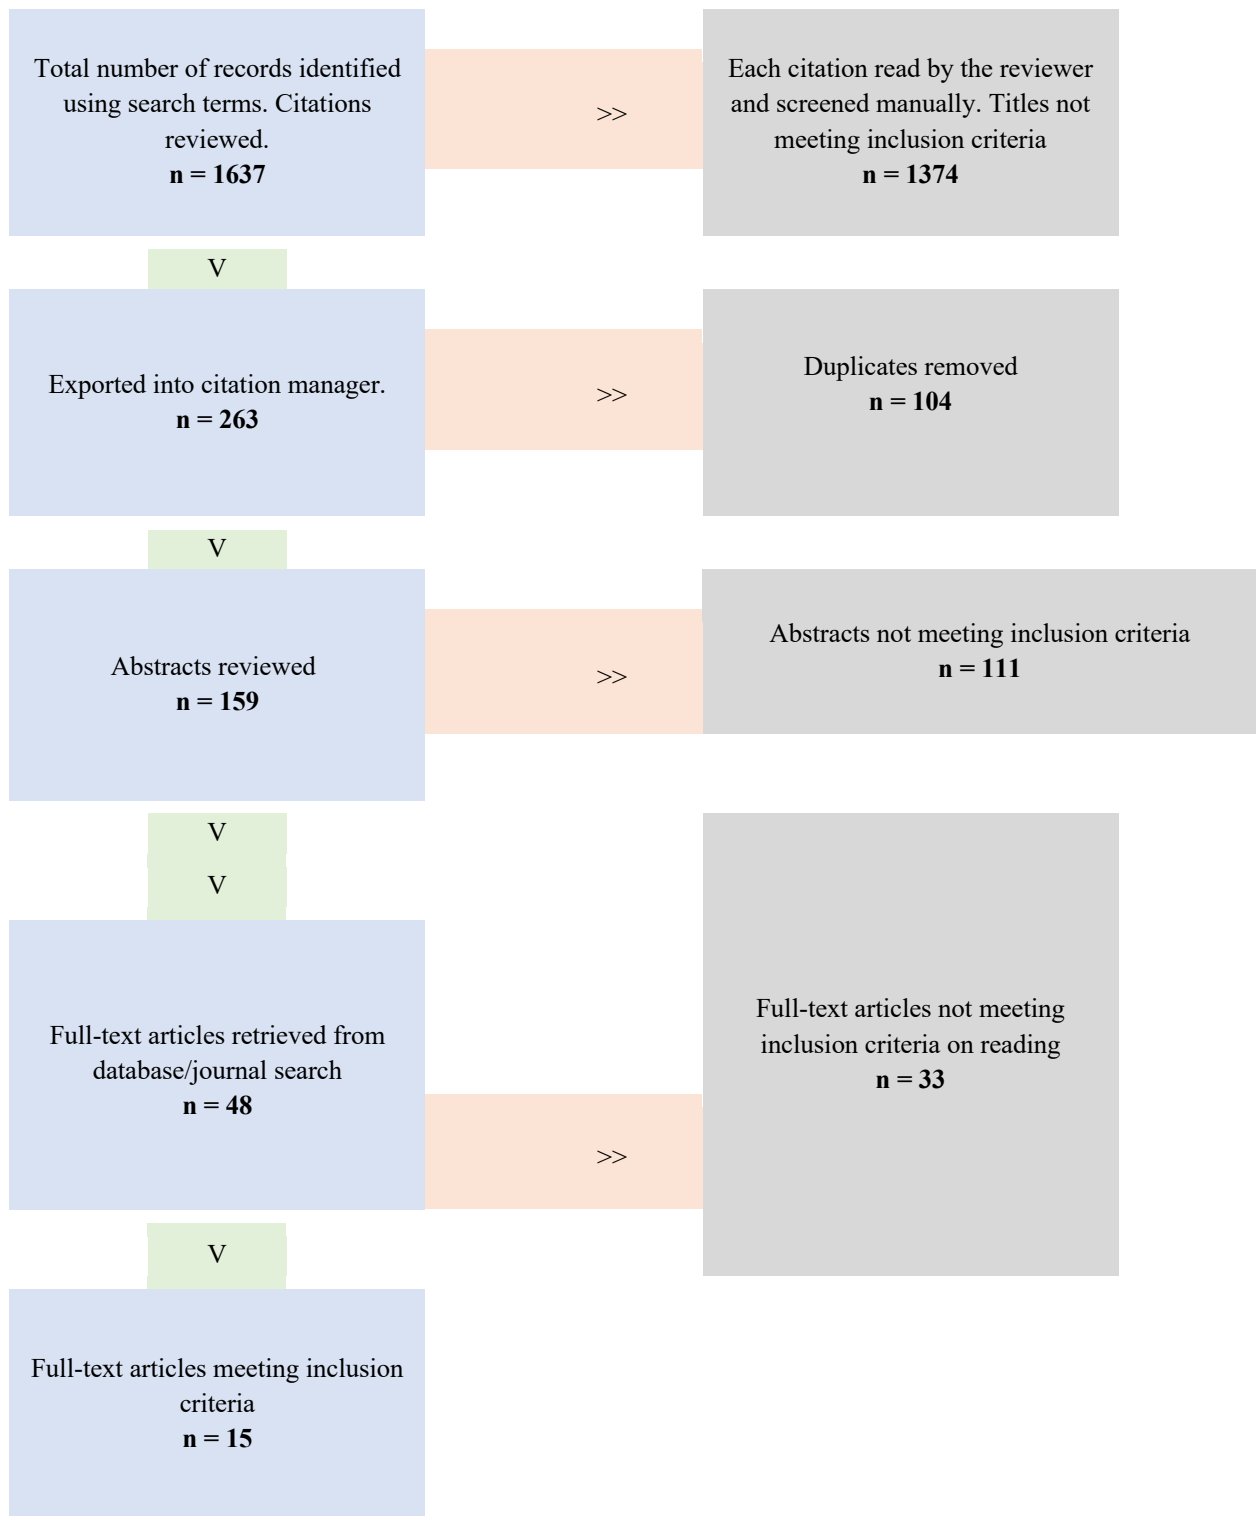 Total number of records identified
using search terms. Citations
reviewed.
n = 1637
>>
Each citation read by the reviewer
and screened manually. Titles not
meeting inclusion criteria
n = 1374
V
Exported into citation manager.
n = 263
>>
Duplicates removed
n = 104
V
Abstracts reviewed
n = 159
>>
Abstracts not meeting inclusion criteria
n = 111
V
V
Full-text articles retrieved from
database/journal search
n = 48
>>
Full-text articles not meeting
inclusion criteria on reading
n = 33
V
Full-text articles meeting inclusion
criteria
n = 15